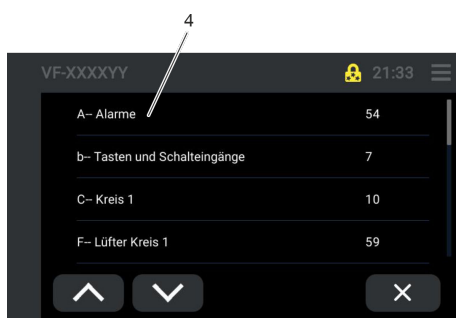 4
VF-XXXXYY 21:33
A-- Alarme 54
b-- Tasten und Schalteingänge 7
C-- Kreis 1 10
F-- Lüfter Kreis 1 59